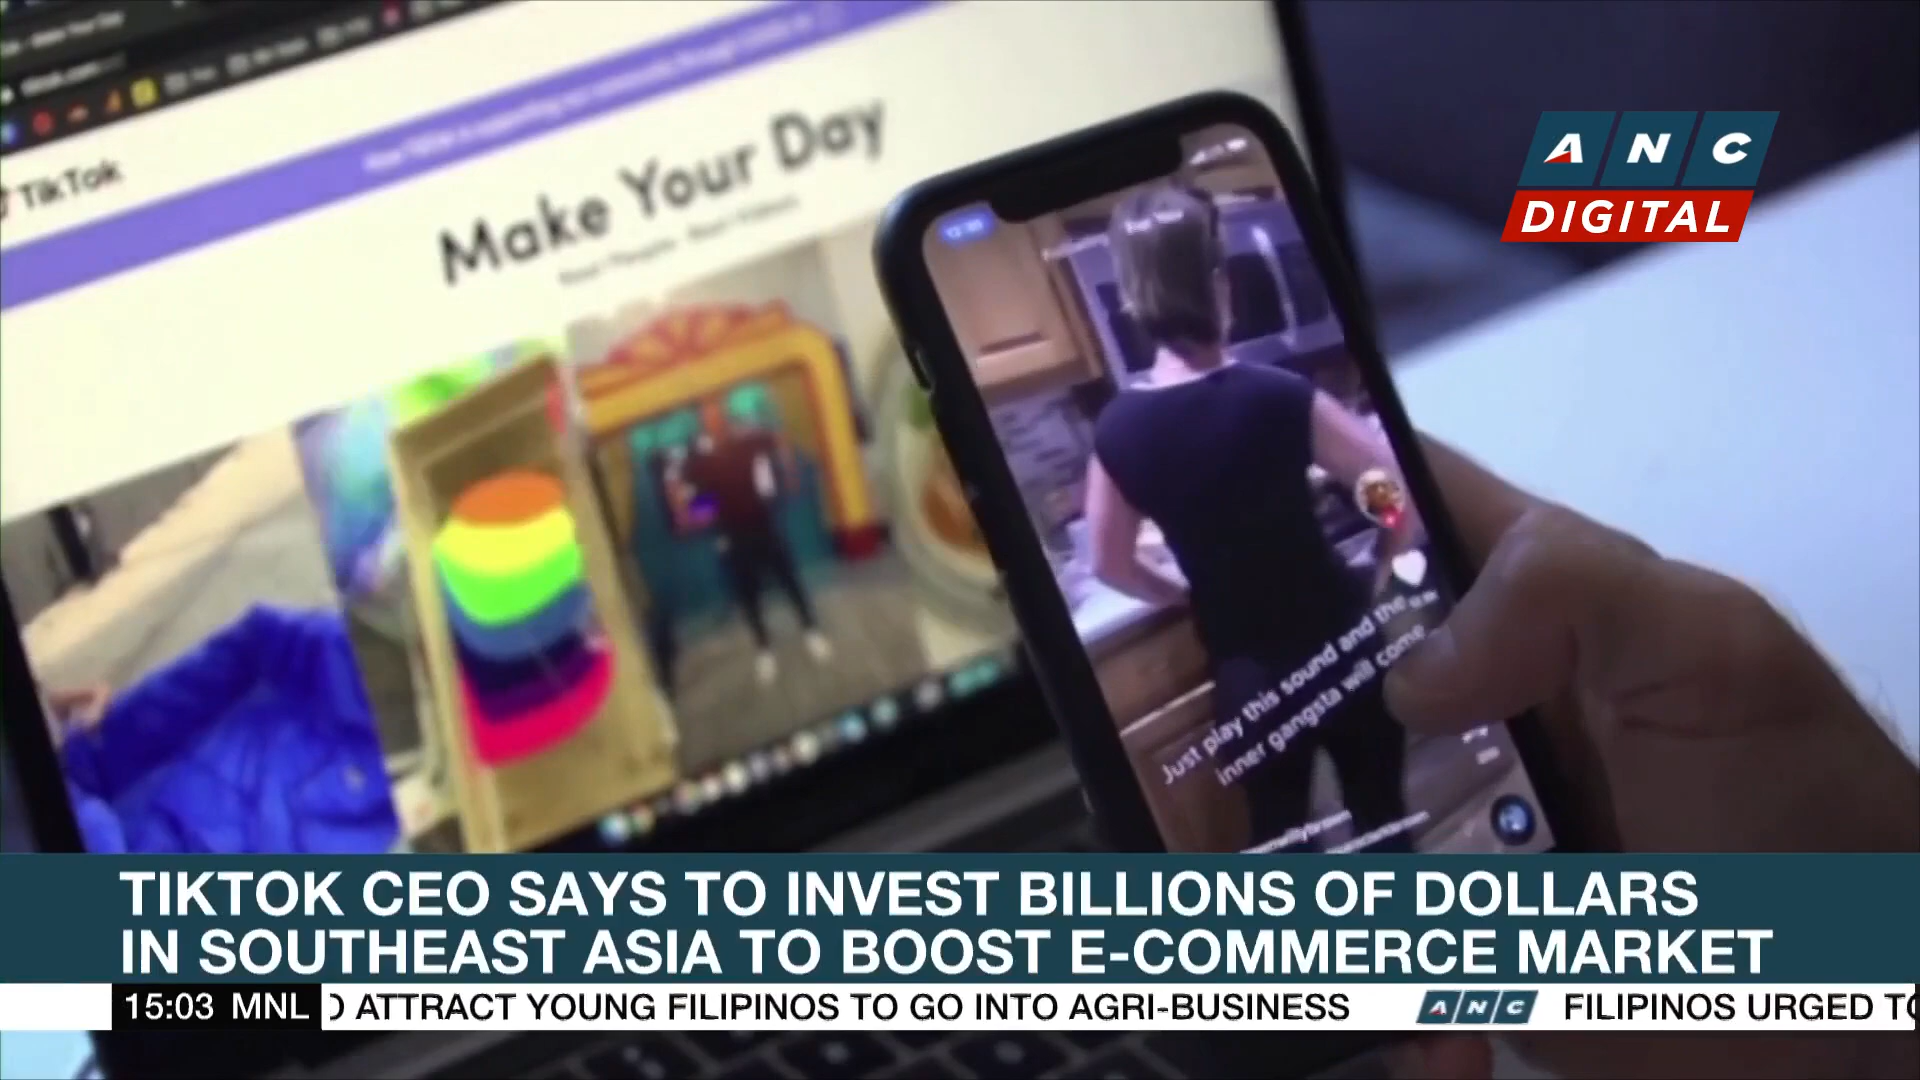 TikTok
Make Your Day
ANC
DIGITAL
Just play this sound and the
inner gangsta will come
TIKTOK CEO SAYS TO INVEST BILLIONS OF DOLLARS
IN SOUTHEAST ASIA TO BOOST E-COMMERCE MARKET
15:03 MNL
ATTRACT YOUNG FILIPINOS TO GO INTO AGRI-BUSINESS ANC FILIPINOS URGED